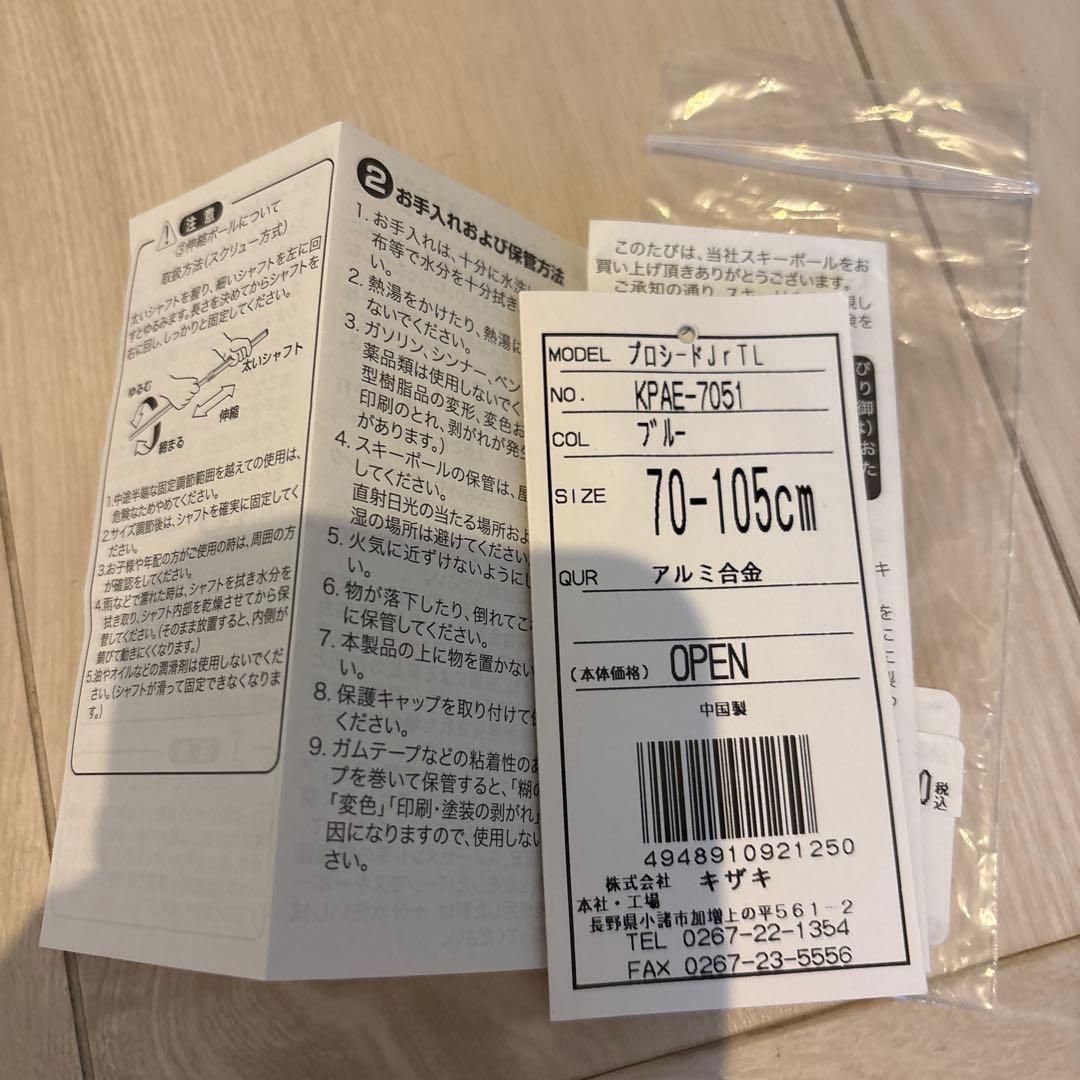 注意
③伸縮ポールについて
取扱方法(スクリュー方式)
太いシャフトを握り、細いシャフトを左に回
すとゆるみます。長さを決めてからシャフトを
右に回し、しっかりと固定してください。
太いシャフト
ゆるむ
伸縮
締まる
1.中途半端な固定調節範囲を越えての使用は、
危険なためやめてください。
2.サイズ調節後は、シャフトを確実に固定してく
ださい。
3.お子様や年配の方がご使用の時は、周囲の方
が確認をしてください。
4.雨などで濡れた時は、シャフトを拭き水分を
拭き取り、シャフト内部を乾燥させてから保
管してください。(そのまま放置すると、内側が
錆びて動きにくくなります。)
5.油やオイルなどの潤滑剤は使用しないでくだ
さい。(シャフトが滑って固定できなくなりま
す。)
2 お手入れおよび保管方法
1. お手入れは、十分に水洗
布等で水分を十分拭き
い。
2. 熱湯をかけたり、熱湯に
ないでください。
3. ガソリン、シンナー、ベン
薬品類は使用しないでく
型樹脂品の変形、変色お
印刷のとれ、剥がれが発生
があります。)
4. スキーポールの保管は、屋
してください。
直射日光の当たる場所およ
湿の場所は避けてください
5. 火気に近ずけないようにし
い。
6. 物が落下したり、倒れてこ
に保管してください。
7. 本製品の上に物を置かない
い。
8. 保護キャップを取り付けて
ください。
9. ガムテープなどの粘着性のあ
プを巻いて保管すると、「糊の
「変色」「印刷・塗装の剥がれ」
因になりますので、使用しない
さい。
このたびは、当社スキーポールをお
買い上げ頂きありがとうございます。
ご承知の通り、スキー
MODEL プロシードJrTL
NO. KPAE-7051
COL ブルー
SIZE 70-105cm
QUR アルミ合金
(本体価格) OPEN
中国製
4948910921250
株式会社 キザキ
本社・工場
長野県小諸市加増上の平561-2
TEL 0267-22-1354
FAX 0267-23-5556
0税込